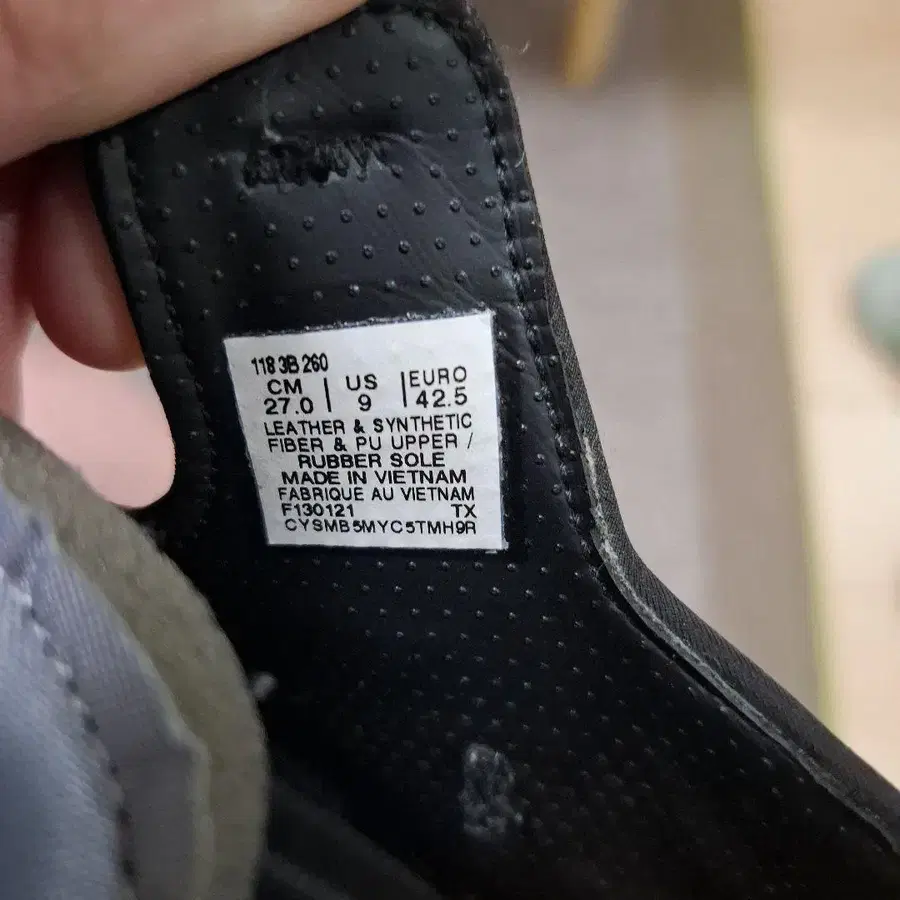 118 3B 260
CM | US | EURO
27.0 | 9 | 42.5
LEATHER & SYNTHETIC
FIBER & PU UPPER /
RUBBER SOLE
MADE IN VIETNAM
FABRIQUE AU VIETNAM
F130121 TX
CYSMB5MYC5TMH9R